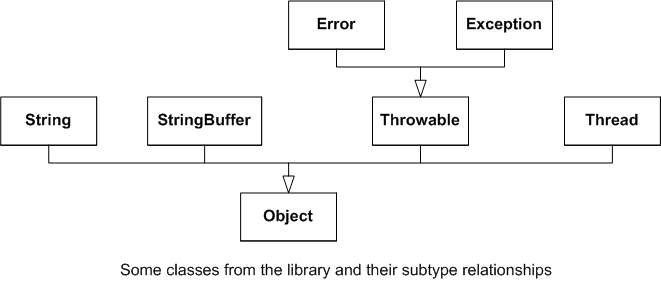 Error
Exception
String
StringBuffer
Throwable
Thread
Object
Some classes from the library and their subtype relationships